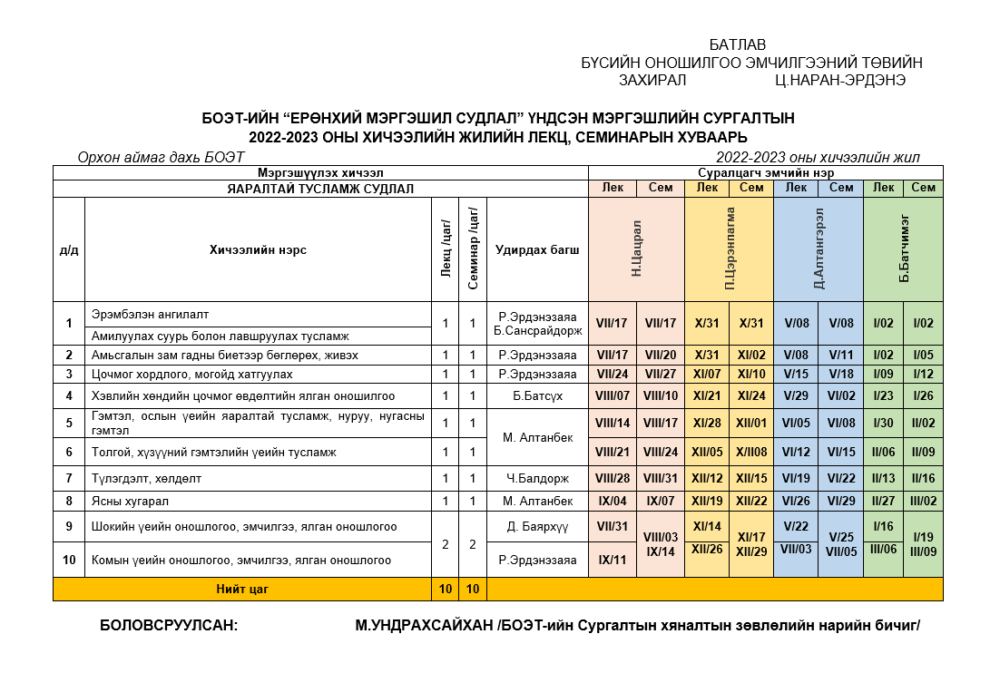 БАТЛАВ
БҮСИЙН ОНОШИЛГОО ЭМЧИЛГЭЭНИЙ ТӨВИЙН
ЗАХИРАЛ Ц.НАРАН-ЭРДЭНЭ
БОЭТ-ИЙН “ЕРӨНХИЙ МЭРГЭШИЛ СУДЛАЛ” ҮНДСЭН МЭРГЭШЛИЙН СУРГАЛТЫН
2022-2023 ОНЫ ХИЧЭЭЛИЙН ЖИЛИЙН ЛЕКЦ, СЕМИНАРЫН ХУВААРЬ
Орхон аймаг дахь БОЭТ 2022-2023 оны хичээлийн жил
Мэргэшүүлэх хичээл Суралцагч эмчийн нэр
ЯАРАЛТАЙ ТУСЛАМЖ СУДЛАЛ Лек Сем Лек Сем Лек Сем Лек Сем
д/д Хичээлийн нэрс Лекц /цаг/ Семинар /цаг/ Удирдах багш Н.Цацрал П.Цэрэнпагма Д.Алтангэрэл Б.Батчимэг
1 Эрэмбэлэн ангилалт 1 1 Р.Эрдэнэзаяа VII/17 VII/17 X/31 X/31 V/08 V/08 I/02 I/02
Амилуулах суурь болон лавшруулах тусламж Б.Сансрайдорж
2 Амьсгалын зам гадны биетээр бөглөрөх, живэх 1 1 Р.Эрдэнэзаяа VII/17 VII/20 X/31 XI/02 V/08 V/11 I/02 I/05
3 Цочмог хордлого, могойд хатгуулах 1 1 Р.Эрдэнэзаяа VII/24 VII/27 XI/07 XI/10 V/15 V/18 I/09 I/12
4 Хэвлийн хөндийн цочмог өвдөлтийн ялган оношилгоо 1 1 Б.Батсүх VIII/07 VIII/10 XI/21 XI/24 V/29 VI/02 I/23 I/26
5 Гэмтэл, ослын үеийн яаралтай тусламж, нуруу, нугасны
гэмтэл 1 1 М. Алтанбек VIII/14 VIII/17 XI/28 XII/01 VI/05 VI/08 I/30 II/02
6 Толгой, хүзүүний гэмтэлийн үеийн тусламж 1 1 VIII/21 VIII/24 XII/05 X/II08 VI/12 VI/15 II/06 II/09
7 Түлэгдэлт, хөлдөлт 1 1 Ч.Балдорж VIII/28 VIII/31 XII/12 XII/15 VI/19 VI/22 II/13 II/16
8 Ясны хугарал 1 1 М. Алтанбек IX/04 IX/07 XII/19 XII/22 VI/26 VI/29 II/27 III/02
9 Шокийн үеийн оношлогоо, эмчилгээ, ялган оношлогоо 2 2 Д. Баярхүү VII/31 VIII/03 XI/14 XI/17 V/22 V/25 I/16 I/19
10 Комын үеийн оношлогоо, эмчилгээ, ялган оношлогоо Р.Эрдэнэзаяа IX/11 IX/14 XII/26 XII/29 VII/03 VII/05 III/06 III/09
Нийт цаг 10 10
БОЛОВСРУУЛСАН: М.УНДРАХСАЙХАН /БОЭТ-ийн Сургалтын хяналтын зөвлөлийн нарийн бичиг/